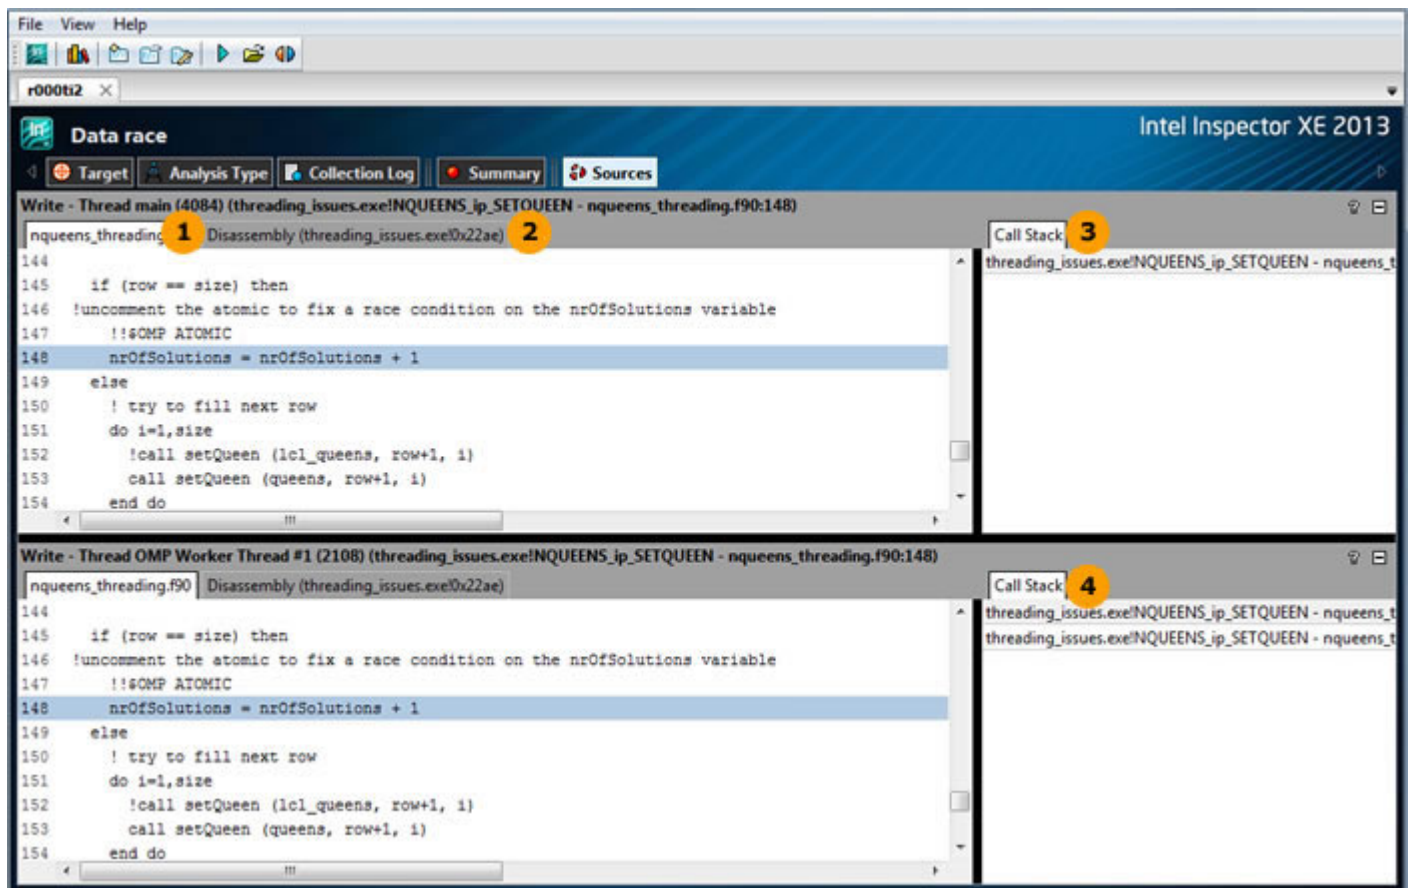 File View Help
r000ti2
Data race
Intel Inspector XE 2013
Target Analysis Type Collection Log Summary Sources
Write - Thread main (4084) (threading_issues.exe!NQUEENS_ip_SETQUEEN - nqueens_threading.f90:148)
nqueens_threading 1 Disassembly (threading_issues.exe!0x22ae) 2 Call Stack 3
144
145 if (row == size) then
146 !uncomment the atomic to fix a race condition on the nrOfSolutions variable
147 !!$OMP ATOMIC
148 nrOfSolutions = nrOfSolutions + 1
149 else
150 ! try to fill next row
151 do i=1,size
152 !call setQueen (lcl_queens, row+1, i)
153 call setQueen (queens, row+1, i)
154 end do
threading_issues.exe!NQUEENS_ip_SETQUEEN - nqueens_t
Write - Thread OMP Worker Thread #1 (2108) (threading_issues.exe!NQUEENS_ip_SETQUEEN - nqueens_threading.f90:148)
nqueens_threading.f90 Disassembly (threading_issues.exe!0x22ae) Call Stack 4
144
145 if (row == size) then
146 !uncomment the atomic to fix a race condition on the nrOfSolutions variable
147 !!$OMP ATOMIC
148 nrOfSolutions = nrOfSolutions + 1
149 else
150 ! try to fill next row
151 do i=1,size
152 !call setQueen (lcl_queens, row+1, i)
153 call setQueen (queens, row+1, i)
154 end do
threading_issues.exe!NQUEENS_ip_SETQUEEN - nqueens_t
threading_issues.exe!NQUEENS_ip_SETQUEEN - nqueens_t